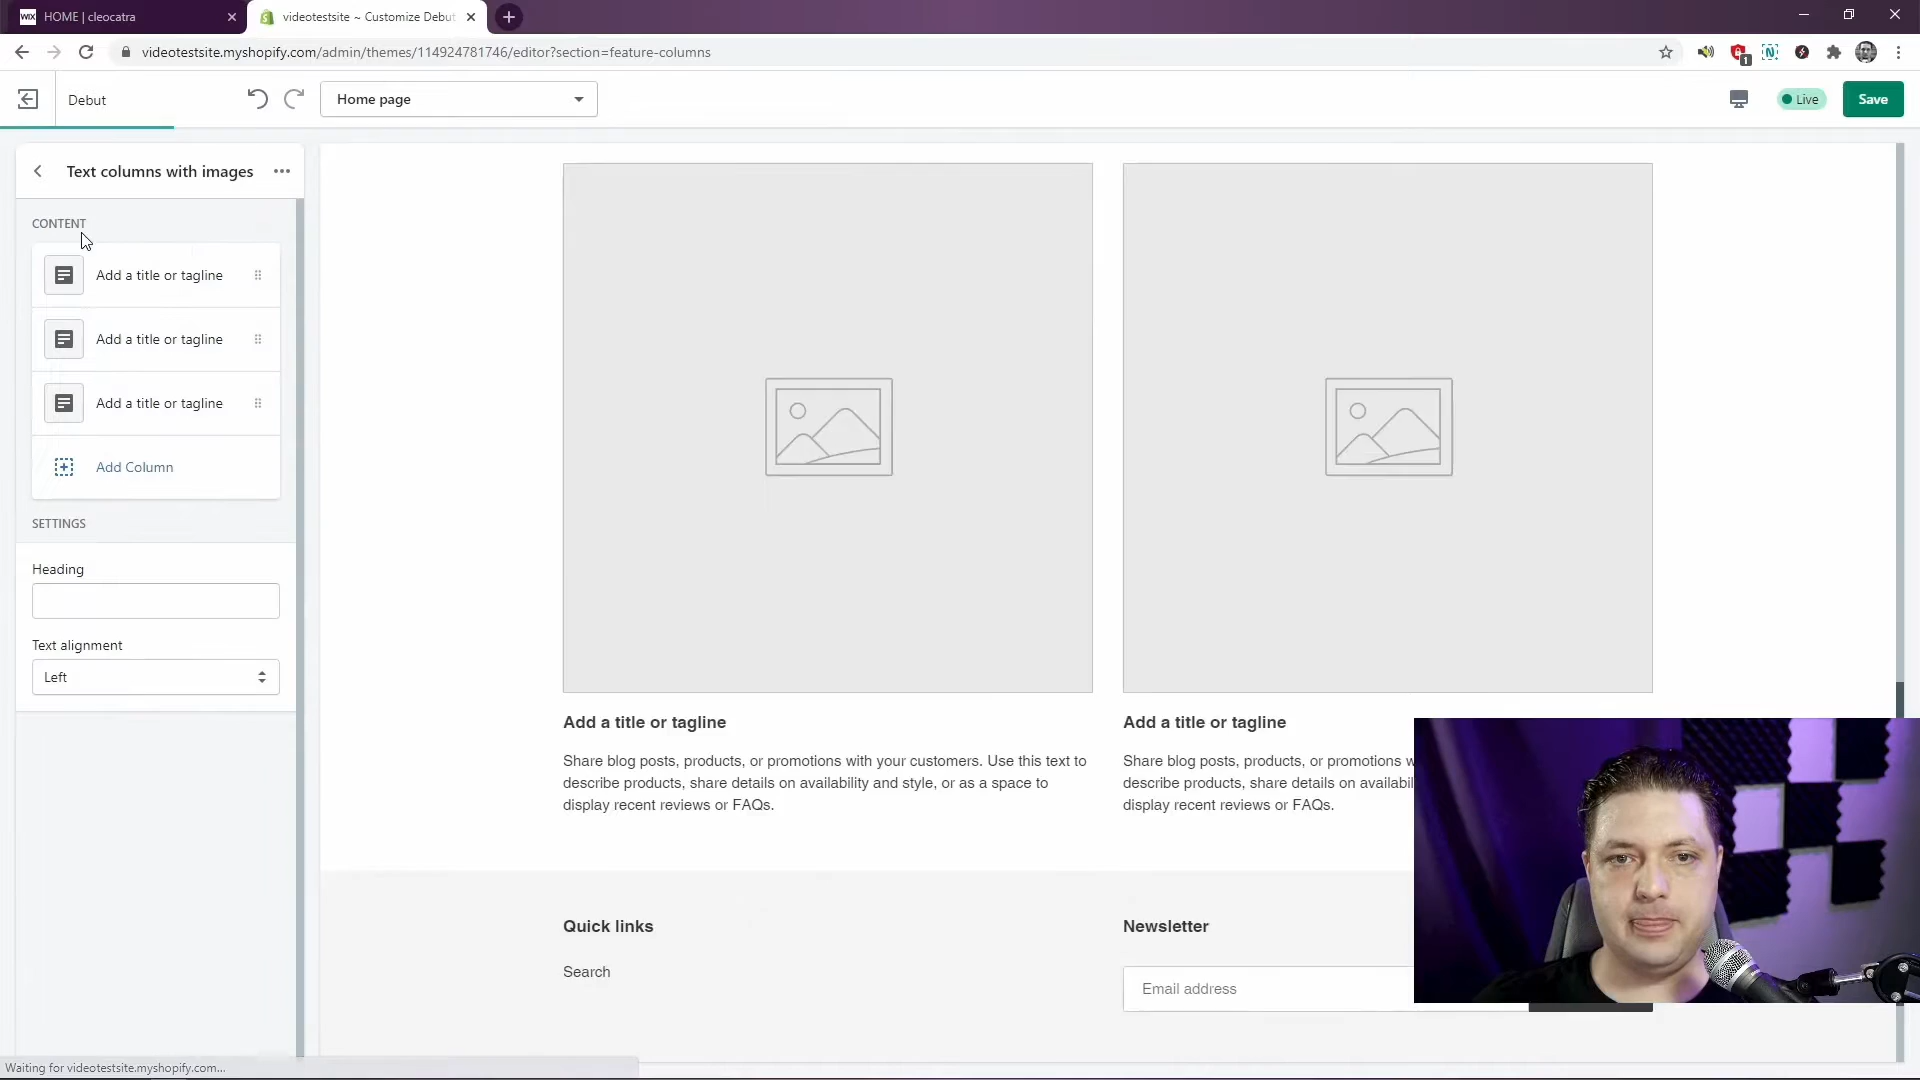 WIX HOME | cleocatra
videotestsite ~ Customize Debut
videotestsite.myshopify.com/admin/themes/114924781746/editor?section=feature-columns
1
Debut
Home page
Live
Save
Text columns with images
CONTENT
Add a title or tagline
Add a title or tagline
Add a title or tagline
Add Column
SETTINGS
Heading
Text alignment
Left
Add a title or tagline
Share blog posts, products, or promotions with your customers. Use this text to
describe products, share details on availability and style, or as a space to
display recent reviews or FAQs.
Add a title or tagline
Share blog posts, products, or promotions
describe products, share details on availabil
display recent reviews or FAQs.
Quick links
Search
Newsletter
Email address
Waiting for videotestsite.myshopify.com...